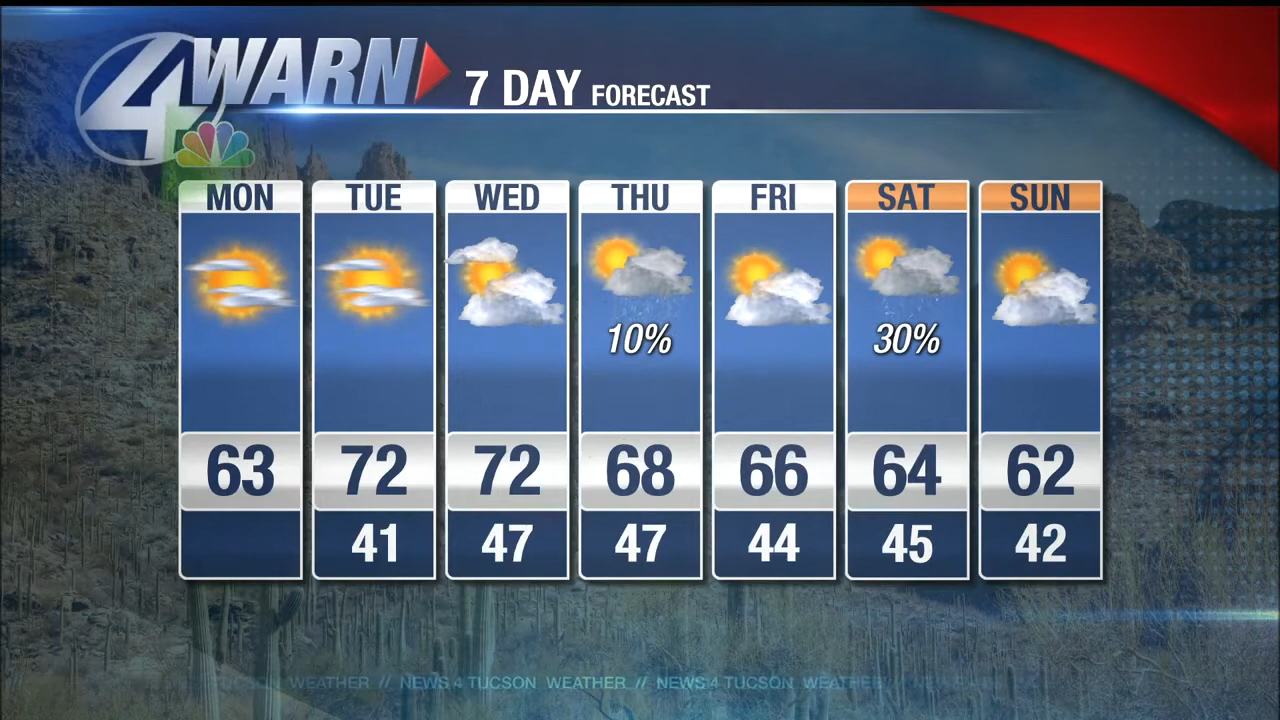 4WARN
7 DAY FORECAST
MON TUE WED THU FRI SAT SUN
10% 30%
63 72 72 68 66 64 62
41 47 47 44 45 42
TUCSON WEATHER // NEWS 4 TUCSON WEATHER // NEWS 4 TUCSON WEATHER